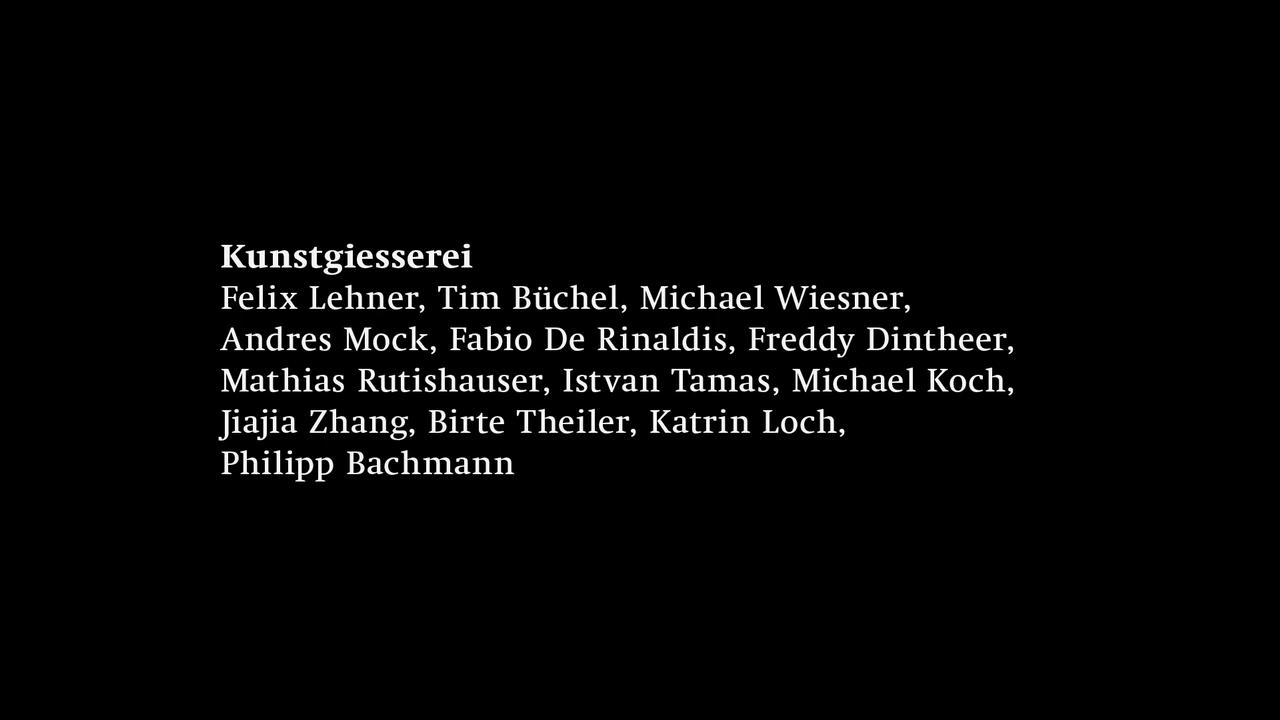 Kunstgiesserei
Felix Lehner, Tim Büchel, Michael Wiesner,
Andres Mock, Fabio De Rinaldis, Freddy Dintheer,
Mathias Rutishauser, Istvan Tamas, Michael Koch,
Jiajia Zhang, Birte Theiler, Katrin Loch,
Philipp Bachmann